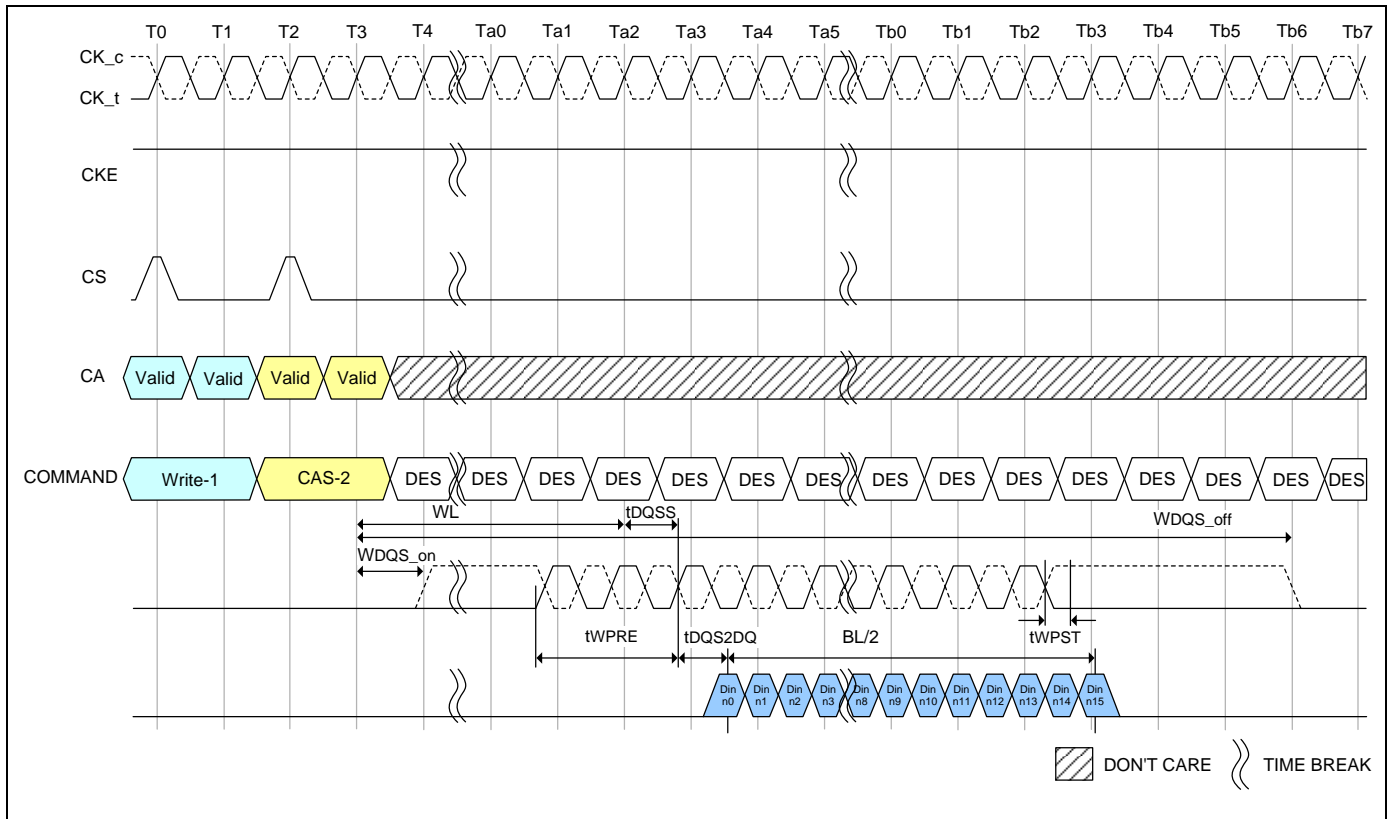 T0 T1 T2 T3 T4 Ta0 Ta1 Ta2 Ta3 Ta4 Ta5 Tb0 Tb1 Tb2 Tb3 Tb4 Tb5 Tb6 Tb7
CK_c
CK_t
CKE
CS
CA Valid Valid Valid Valid
COMMAND Write-1 CAS-2 DES DES DES DES DES DES DES DES DES DES DES DES DES DES DES
WL tDQSS WDQS_off
WDQS_on
tWPRE tDQS2DQ BL/2 tWPST
Din n0 Din n1 Din n2 Din n3 Din n8 Din n9 Din n10 Din n11 Din n12 Din n13 Din n14 Din n15
DON'T CARE TIME BREAK